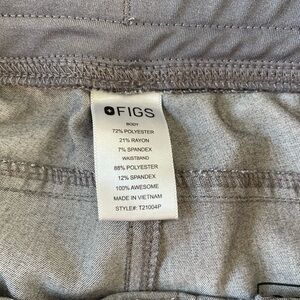 FIGS
BODY
72% POLYESTER
21% RAYON
7% SPANDEX
WAISTBAND
88% POLYESTER
12% SPANDEX
100% AWESOME
MADE IN VIETNAM
STYLE#: T21004P